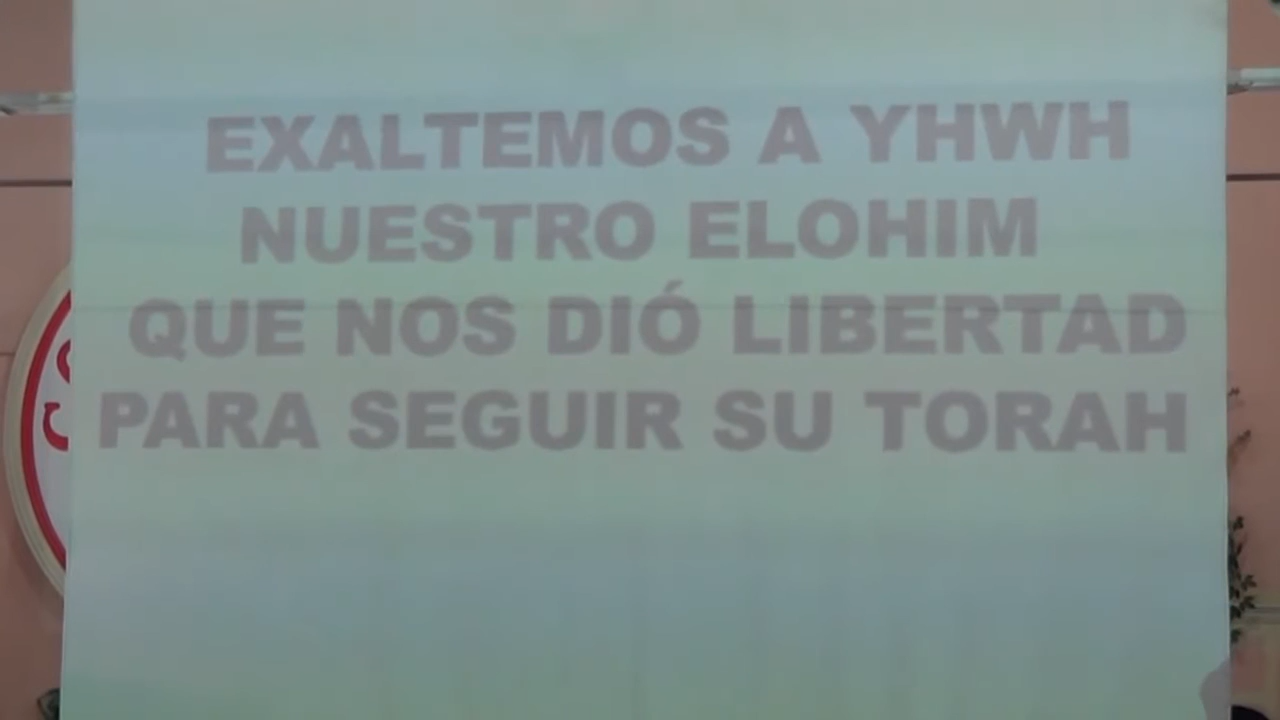 EXALTEMOS A YHWH
NUESTRO ELOHIM
QUE NOS DIÓ LIBERTAD
PARA SEGUIR SU TORAH